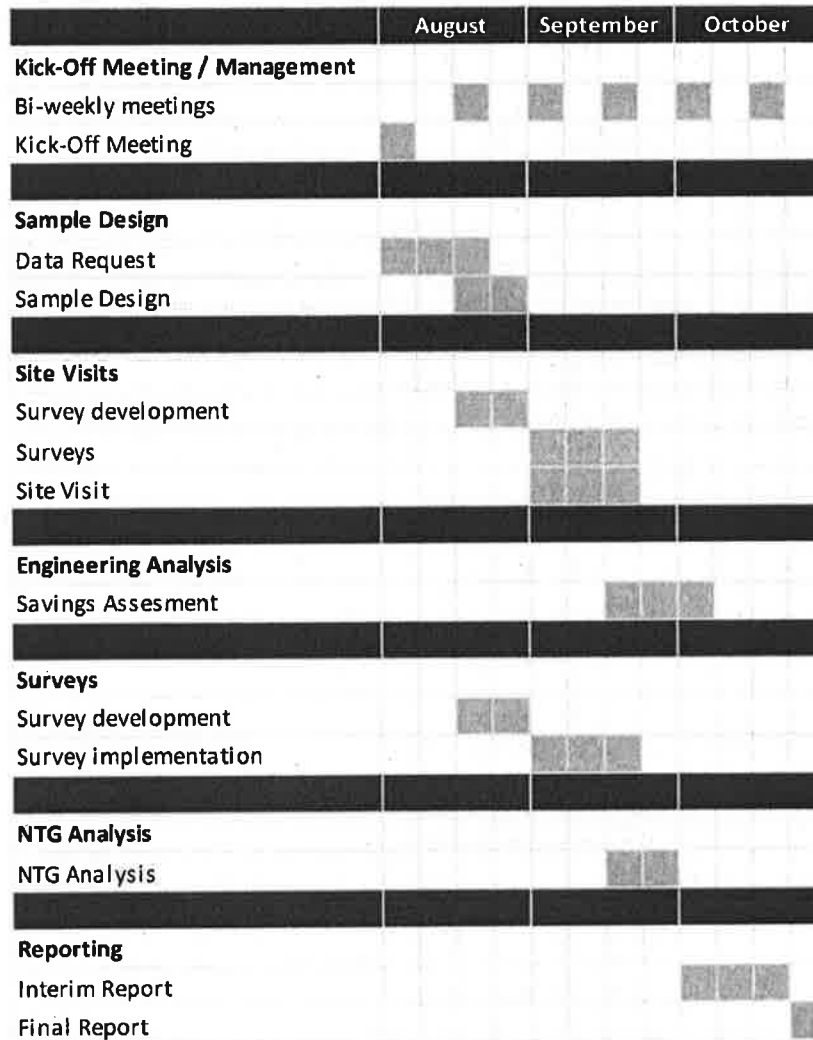 August September October
Kick-Off Meeting / Management
Bi-weekly meetings
Kick-Off Meeting
Sample Design
Data Request
Sample Design
Site Visits
Survey development
Surveys
Site Visit
Engineering Analysis
Savings Assesment
Surveys
Survey development
Survey implementation
NTG Analysis
NTG Analysis
Reporting
Interim Report
Final Report